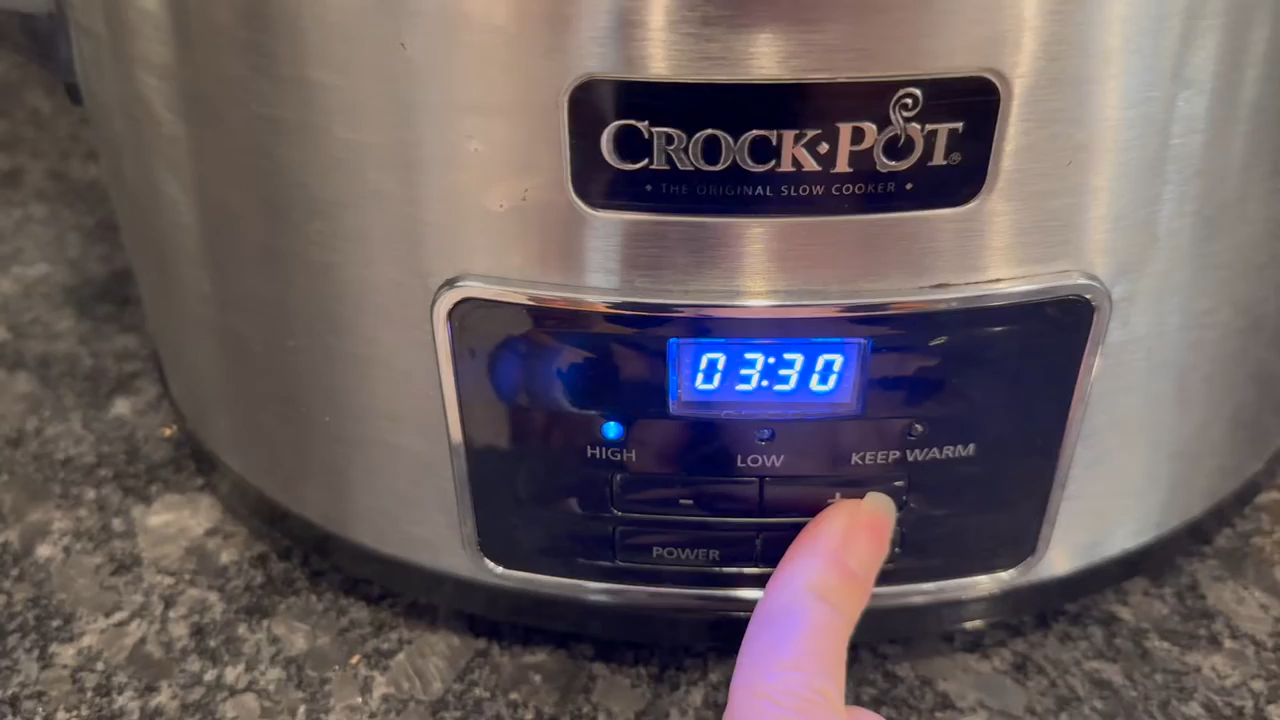 CROCK·POT®
• THE ORIGINAL SLOW COOKER •
03:30
HIGH LOW KEEP WARM
- +
POWER